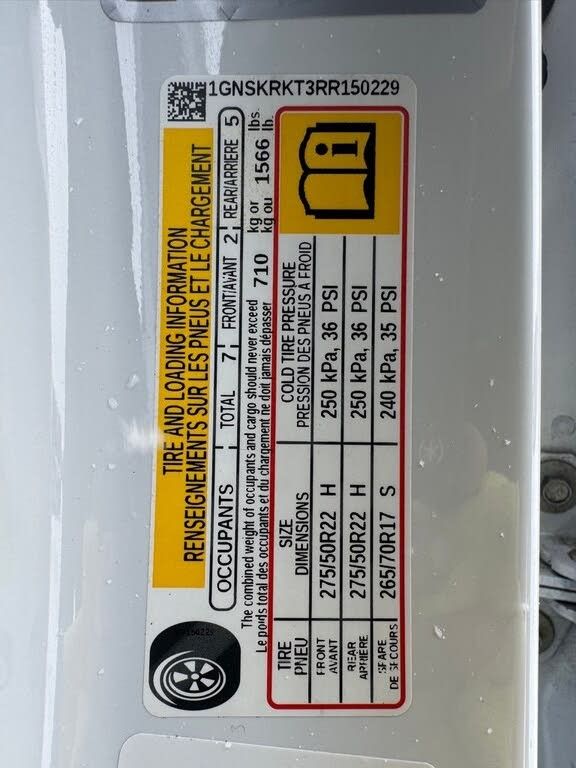 1GNSKRKT3RR150229
TIRE AND LOADING INFORMATION
RENSEIGNEMENTS SUR LES PNEUS ET LE CHARGEMENT
OCCUPANTS TOTAL 7 FRONT/AVANT 2 REAR/ARRIERE 5
The combined weight of occupants and cargo should never exceed 710 kg or 1566 lbs.
Le poids total des occupants et du chargement ne doit jamais dépasser kg ou lb.
TIRE SIZE COLD TIRE PRESSURE
PNEU DIMENSIONS PRESSION DES PNEUS À FROID
FRONT
AVANT 275/50R22 H 250 kPa, 36 PSI
REAR
ARRIERE 275/50R22 H 250 kPa, 36 PSI
SPARE
DE SECOURS 265/70R17 S 240 kPa, 35 PSI